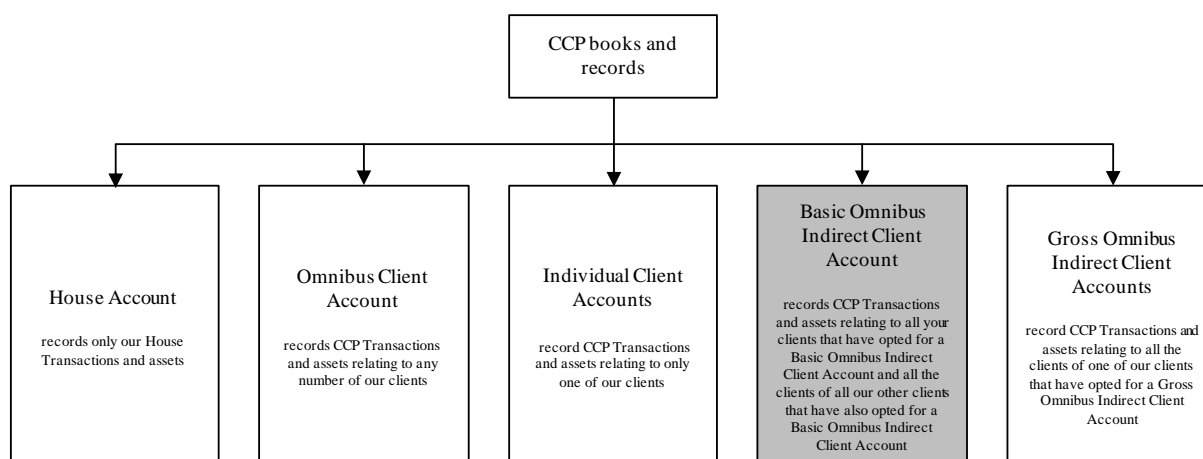 CCP books and
records
House Account
records only our House
Transactions and assets
Omnibus Client
Account
records CCP Transactions
and assets relating to any
number of our clients
Individual Client
Accounts
record CCP Transactions
and assets relating to only
one of our clients
Basic Omnibus
Indirect Client
Account
records CCP Transactions
and assets relating to all your
clients that have opted for a
Basic Omnibus Indirect
Client Account and all the
clients of all our other clients
that have also opted for a
Basic Omnibus Indirect
Client Account
Gross Omnibus
Indirect Client
Accounts
record CCP Transactions and
assets relating to all the
clients of one of our clients
that have opted for a Gross
Omnibus Indirect Client
Account